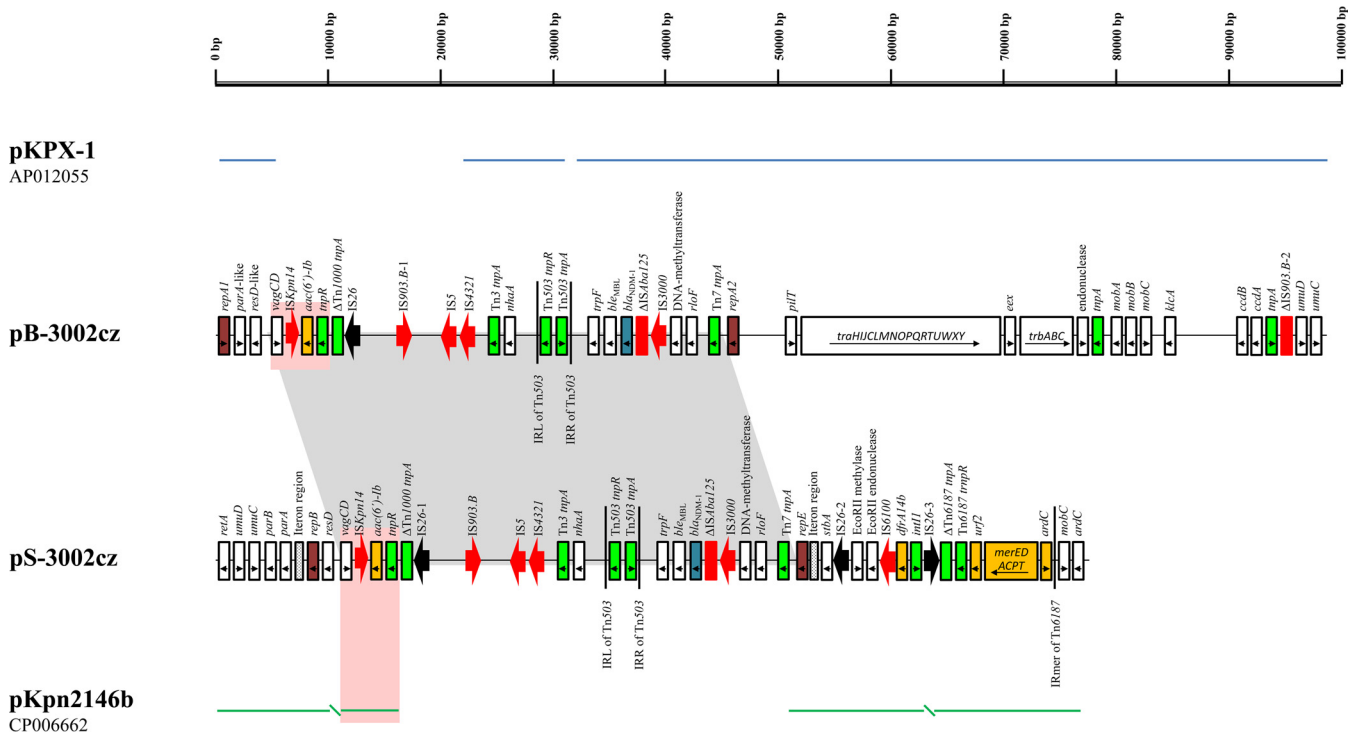 0 bp
10000 bp
20000 bp
30000 bp
40000 bp
50000 bp
60000 bp
70000 bp
80000 bp
90000 bp
100000 bp
pKPX-1
AP012055
repA1
parA-like
resD-like
vagCD
ISKpn14
aac(6´)-Ib
tnpR
ΔTn1000 tnpA
IS26
IS903.B-1
IS5
IS4321
Tn3 tnpA
nhaA
Tn503 tnpR
Tn503 tnpA
trpF
bleMBL
blaNDM-1
ΔISAba125
IS3000
DNA-methyltransferase
rloF
Tn7 tnpA
repA2
pilT
eex
endonuclease
tnpA
mobA
mobB
mobC
klcA
ccdB
ccdA
tnpA
ΔIS903.B-2
umuD
umuC
pB-3002cz
traHIJCLMNOPQRTUWXY
trbABC
IRL of Tn503
IRR of Tn503
retA
umuD
umuC
parB
parA
Iteron region
repB
resD
vagCD
ISKpn14
aac(6´)-Ib
tnpR
ΔTn1000 tnpA
IS26-1
IS903.B
IS5
IS4321
Tn3 tnpA
nhaA
Tn503 tnpR
Tn503 tnpA
trpF
bleMBL
blaNDM-1
ΔISAba125
IS3000
DNA-methyltransferase
rloF
Tn7 tnpA
repE
Iteron region
stbA
IS26-2
EcoRII methylase
EcoRII endonuclease
IS6100
dfrA14b
intI1
IS26-3
ΔTn6187 tnpA
Tn6187 trnpR
urf2
ardC
mobC
ardC
pS-3002cz
merED
ACPT
IRL of Tn503
IRR of Tn503
IRmer of Tn6187
pKpn2146b
CP006662